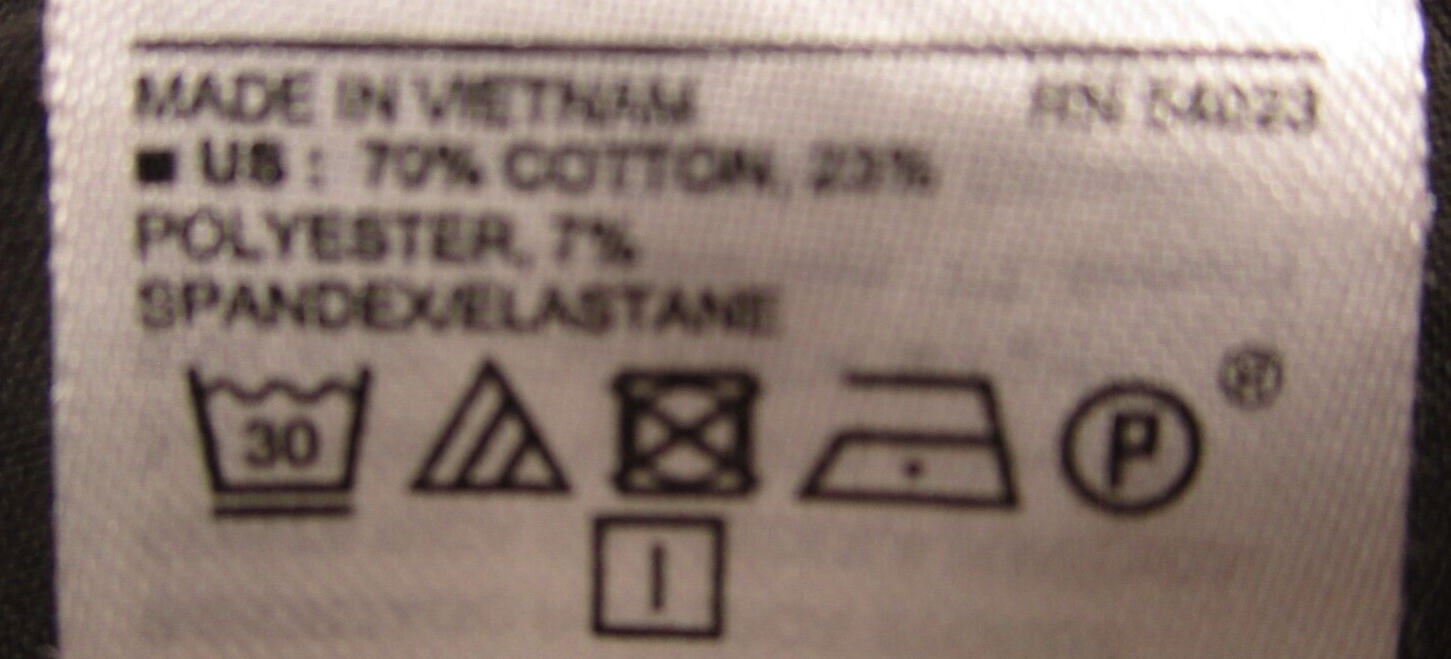 MADE IN VIETNAM RN 54023
■ US : 70% COTTON, 23%
POLYESTER, 7%
SPANDEX/ELASTANE
®
30 P